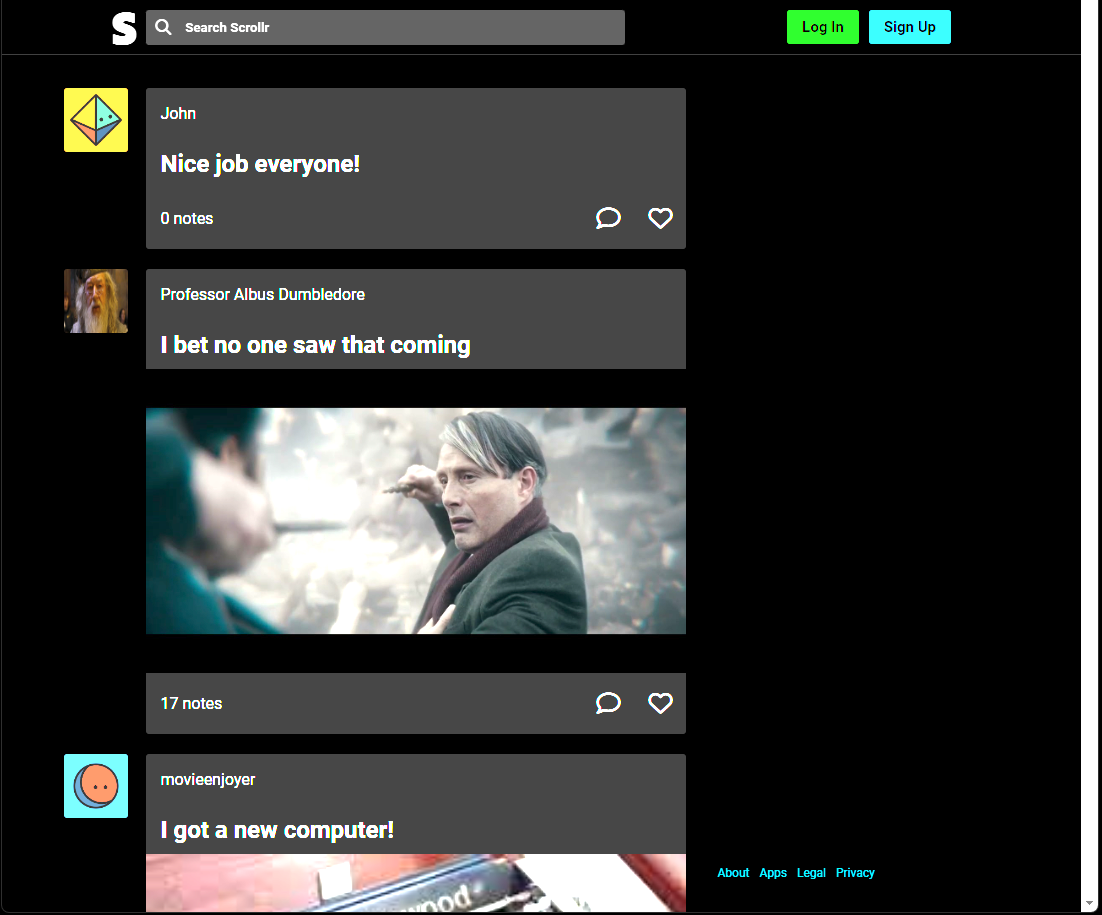 S
Search Scrollr
Log In
Sign Up
John
Nice job everyone!
0 notes
Professor Albus Dumbledore
I bet no one saw that coming
17 notes
movieenjoyer
I got a new computer!
About Apps Legal Privacy